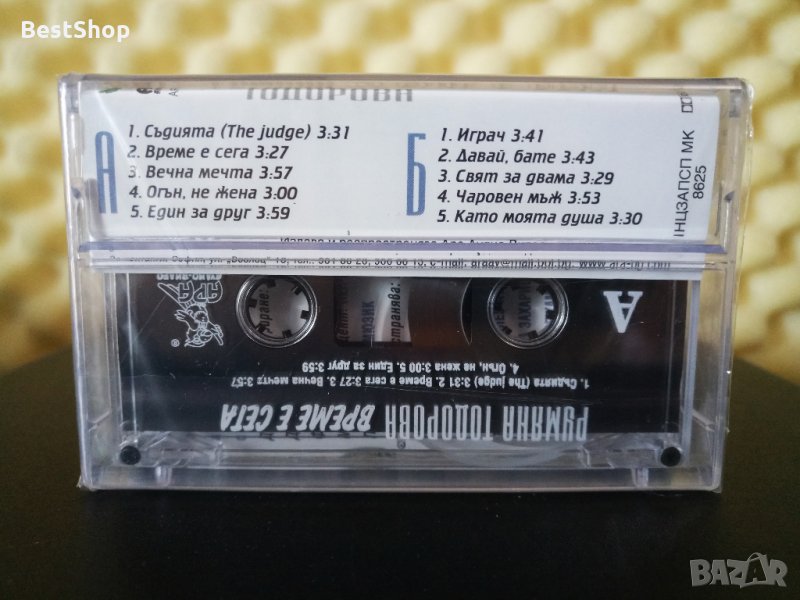 BestShop
ТОДОРОВА
А
1. Съдията (The judge) 3:31
2. Време е сега 3:27
3. Вечна мечта 3:57
4. Огън, не жена 3:00
5. Един за друг 3:59
Б
1. Играч 3:41
2. Давай, бате 3:43
3. Свят за двама 3:29
4. Чаровен мъж 3:53
5. Като моята душа 3:30
ІНЦЗАПСП МК
8625
А
1. Съдията (The judge) 3:31 2. Време е сега 3:27 3. Вечна мечта 3:57
4. Огън, не жена 3:00 5. Един за друг 3:59
РУМЯНА ТОДОРОВА ВРЕМЕ Е СЕГА
BAZAR